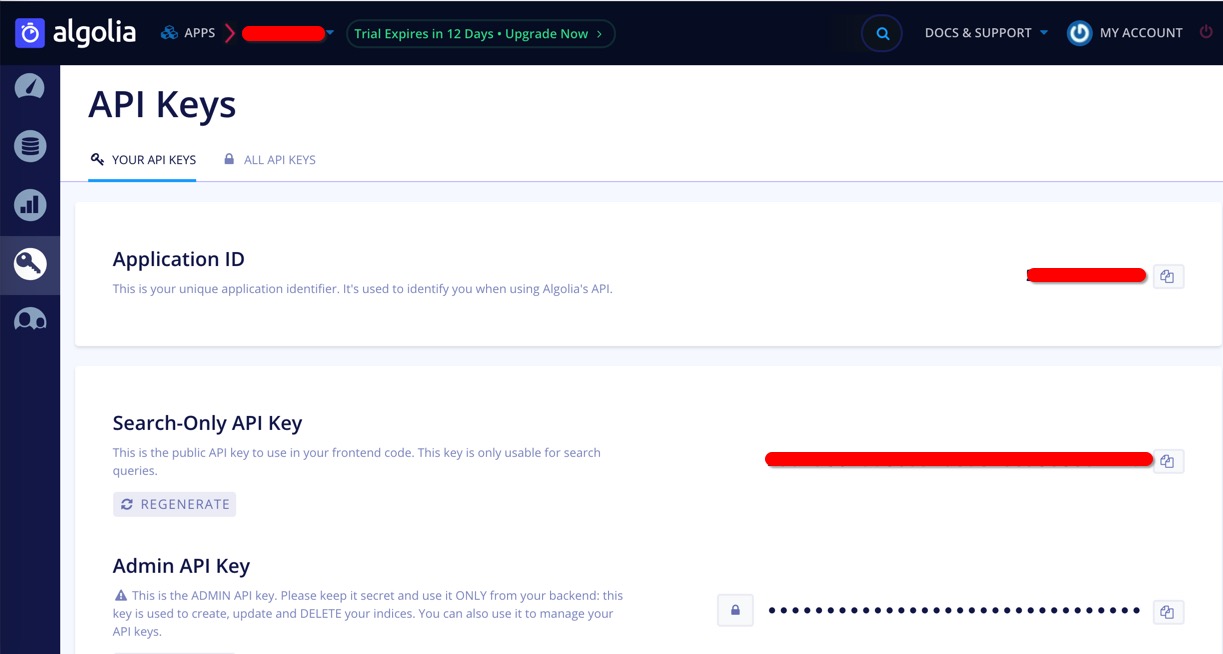 algolia APPS Trial Expires in 12 Days • Upgrade Now > DOCS & SUPPORT MY ACCOUNT
API Keys
YOUR API KEYS ALL API KEYS
Application ID
This is your unique application identifier. It's used to identify you when using Algolia's API.
Search-Only API Key
This is the public API key to use in your frontend code. This key is only usable for search
queries.
REGENERATE
Admin API Key
This is the ADMIN API key. Please keep it secret and use it ONLY from your backend: this
key is used to create, update and DELETE your indices. You can also use it to manage your
API keys.